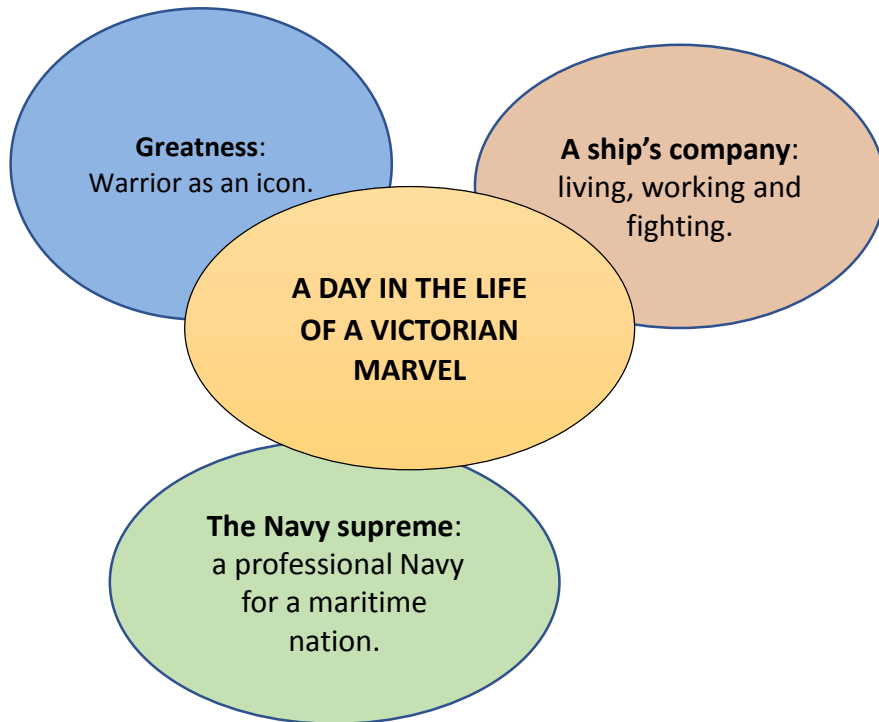 Greatness:
Warrior as an icon.
A ship’s company:
living, working and
fighting.
A DAY IN THE LIFE
OF A VICTORIAN
MARVEL
The Navy supreme:
a professional Navy
for a maritime
nation.